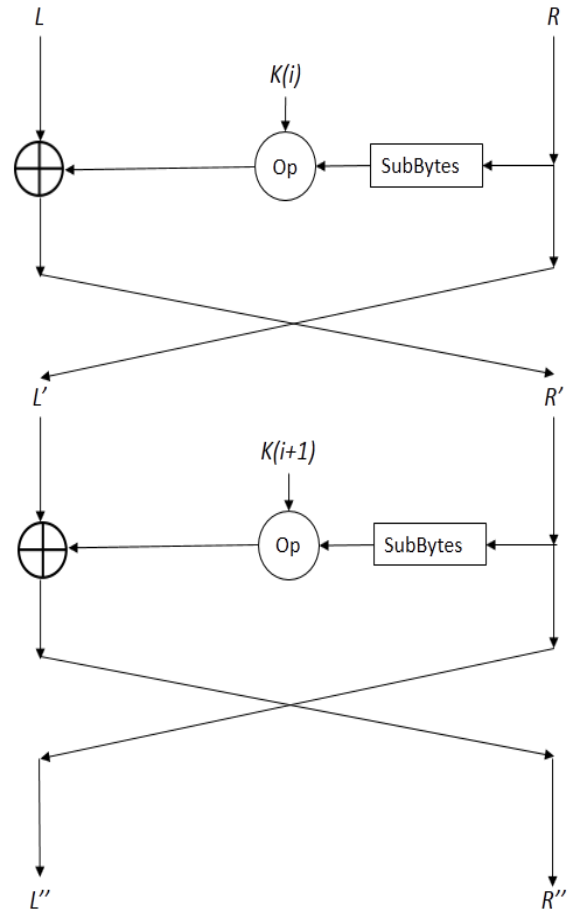 L R
K(i)
Op SubBytes
L' R'
K(i+1)
Op SubBytes
L'' R''